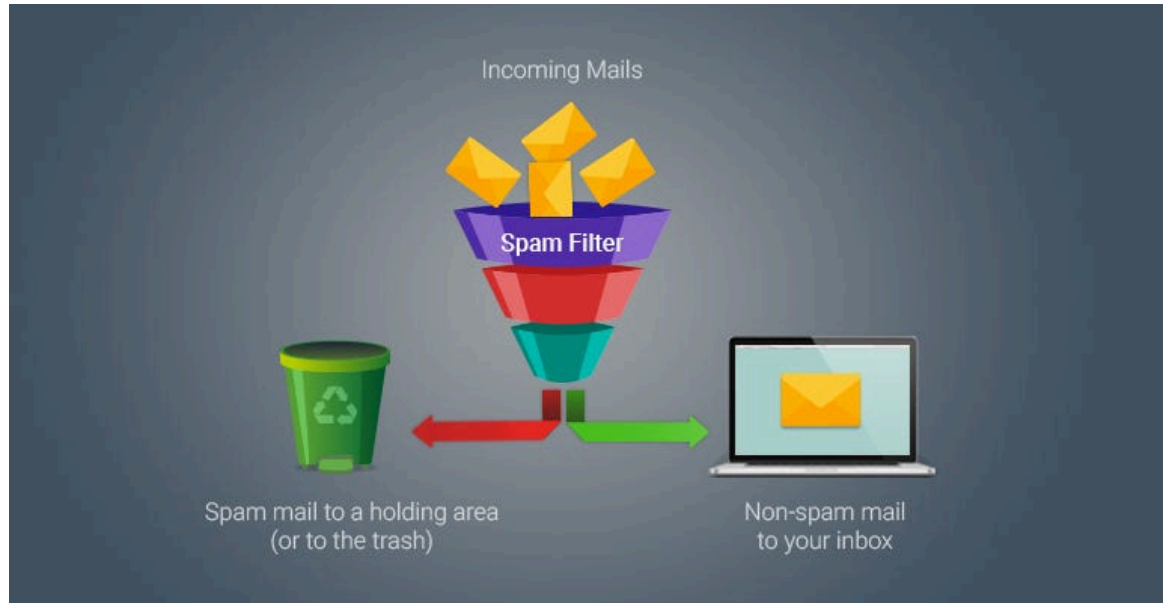 Incoming Mails
Spam Filter
Spam mail to a holding area
(or to the trash)
Non-spam mail
to your inbox